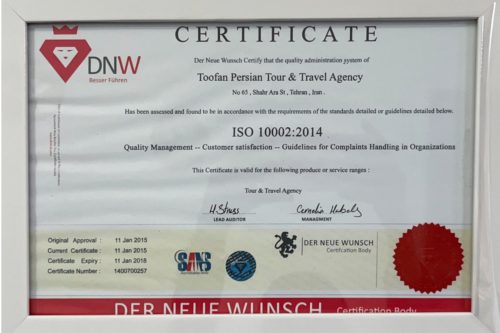 CERTIFICATE
DNW
Besser Führen
Der Neue Wunsch Certify that the quality administration system of
Toofan Persian Tour & Travel Agency
No 65 , Shahr Ara St , Tehran , Iran .
Has been assessed and found to be in accordance with the requirements of the standards detailed or guidelines detailed below.
ISO 10002:2014
Quality Management -- Customer satisfaction -- Guidelines for Complaints Handling in Organizations
This Certificate is valid for the following product or service ranges :
Tour & Travel Agency
LEAD AUDITOR
MANAGEMENT
Original Approval : 11 Jan 2015
Current Certificate : 11 Jan 2015
Certificate Expiry : 11 Jan 2018
Certificate Number : 1400700257
SANS
DER NEUE WUNSCH
Certification Body
DER NEUE WUNSCH Certification Body